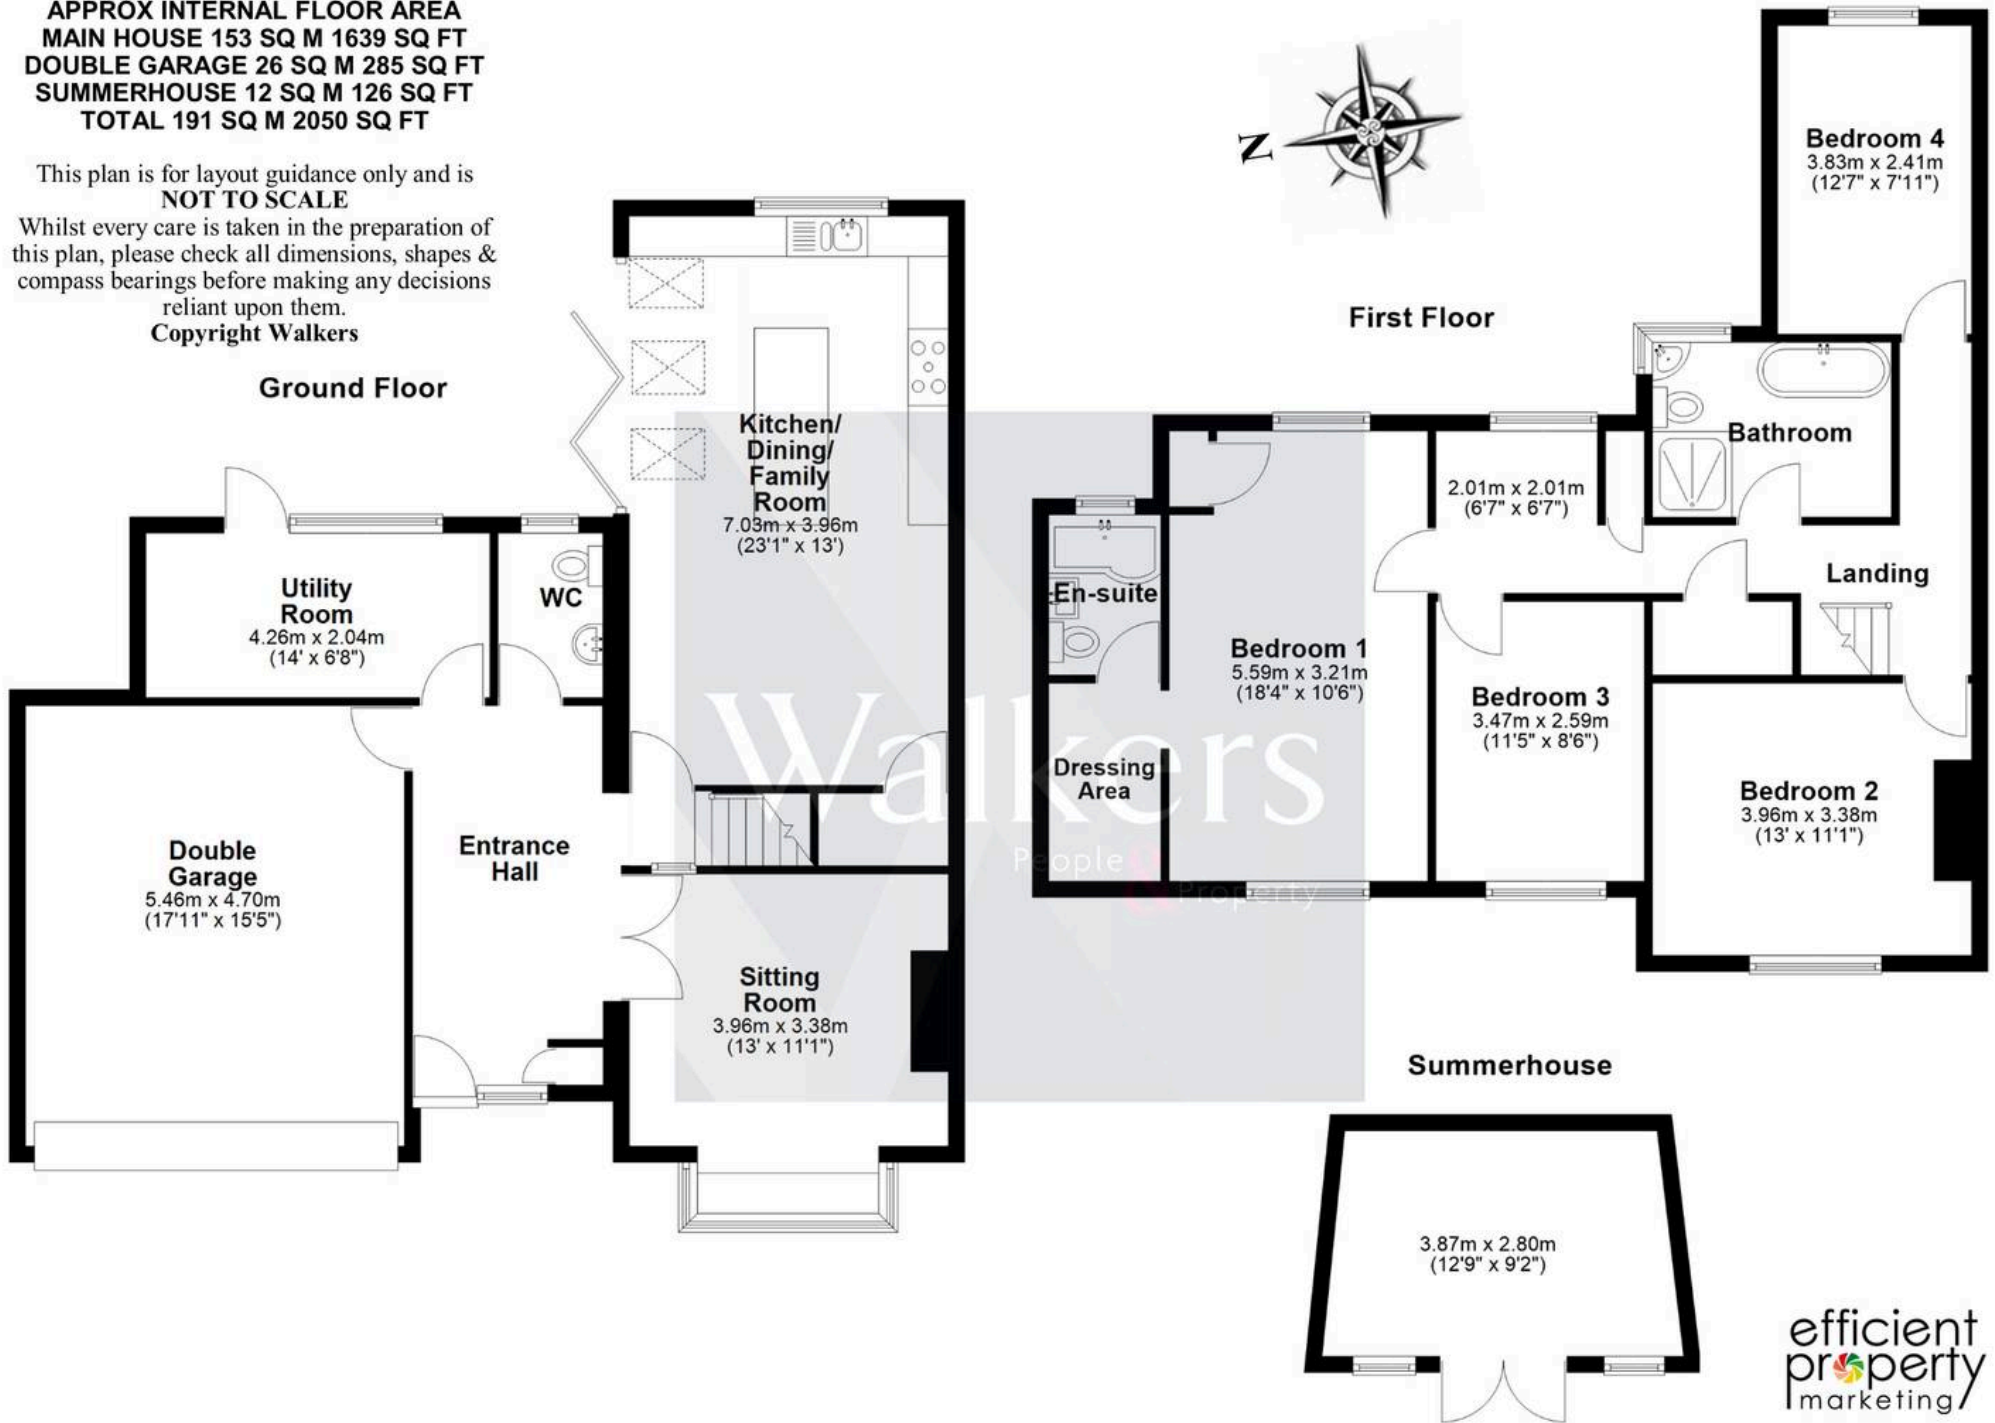 APPROX INTERNAL FLOOR AREA
MAIN HOUSE 153 SQ M 1639 SQ FT
DOUBLE GARAGE 26 SQ M 285 SQ FT
SUMMERHOUSE 12 SQ M 126 SQ FT
TOTAL 191 SQ M 2050 SQ FT
This plan is for layout guidance only and is
NOT TO SCALE
Whilst every care is taken in the preparation of
this plan, please check all dimensions, shapes &
compass bearings before making any decisions
reliant upon them.
Copyright Walkers
Ground Floor
Kitchen/
Dining/
Family
Room
7.03m x 3.96m
(23'1" x 13')
Utility
Room
4.26m x 2.04m
(14' x 6'8")
WC
Double
Garage
5.46m x 4.70m
(17'11" x 15'5")
Entrance
Hall
Sitting
Room
3.96m x 3.38m
(13' x 11'1")
N
First Floor
Bedroom 4
3.83m x 2.41m
(12'7" x 7'11")
Bathroom
2.01m x 2.01m
(6'7" x 6'7")
Landing
En-suite
Bedroom 1
5.59m x 3.21m
(18'4" x 10'6")
Bedroom 3
3.47m x 2.59m
(11'5" x 8'6")
Dressing
Area
Bedroom 2
3.96m x 3.38m
(13' x 11'1")
Walkers
People &
Property
Summerhouse
3.87m x 2.80m
(12'9" x 9'2")
efficient
property
marketing